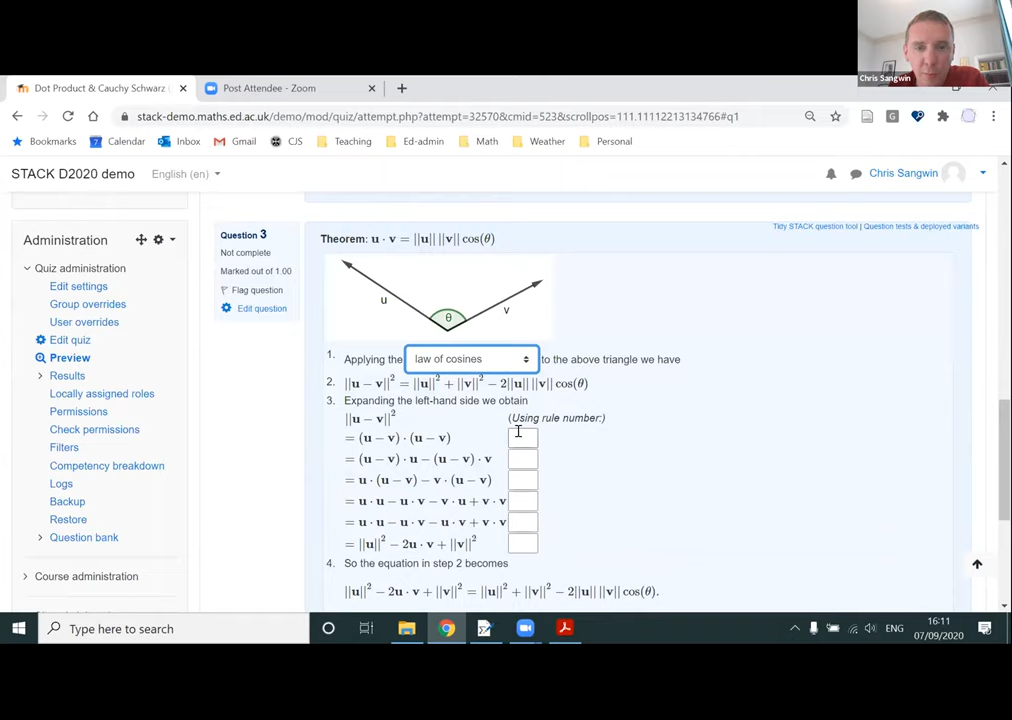 Chris Sangwin
Dot Product & Cauchy Schwarz (
Post Attendee - Zoom
stack-demo.maths.ed.ac.uk/demo/mod/quiz/attempt.php?attempt=32570&cmid=523&scrollpos=111.11112213134766#q1
Bookmarks
Calendar
Inbox
Gmail
CJS
Teaching
Ed-admin
Math
Weather
Personal
STACK D2020 demo
English (en)
Chris Sangwin
Administration
Quiz administration
Edit settings
Group overrides
User overrides
Edit quiz
Preview
Results
Locally assigned roles
Permissions
Check permissions
Filters
Competency breakdown
Logs
Backup
Restore
Question bank
Course administration
Question 3
Not complete
Marked out of 1.00
Flag question
Edit question
Tidy STACK question tool | Question tests & deployed variants
Theorem: u · v = ||u|| ||v|| cos(θ)
u
θ
v
1. Applying the law of cosines to the above triangle we have
2. ||u − v||² = ||u||² + ||v||² − 2||u|| ||v|| cos(θ)
3. Expanding the left-hand side we obtain
||u − v||² (Using rule number:)
= (u − v) · (u − v)
= (u − v) · u − (u − v) · v
= u · (u − v) − v · (u − v)
= u · u − u · v − v · u + v · v
= u · u − u · v − u · v + v · v
= ||u||² − 2u · v + ||v||²
4. So the equation in step 2 becomes
||u||² − 2u · v + ||v||² = ||u||² + ||v||² − 2||u|| ||v|| cos(θ).
Type here to search
ENG
16:11
07/09/2020